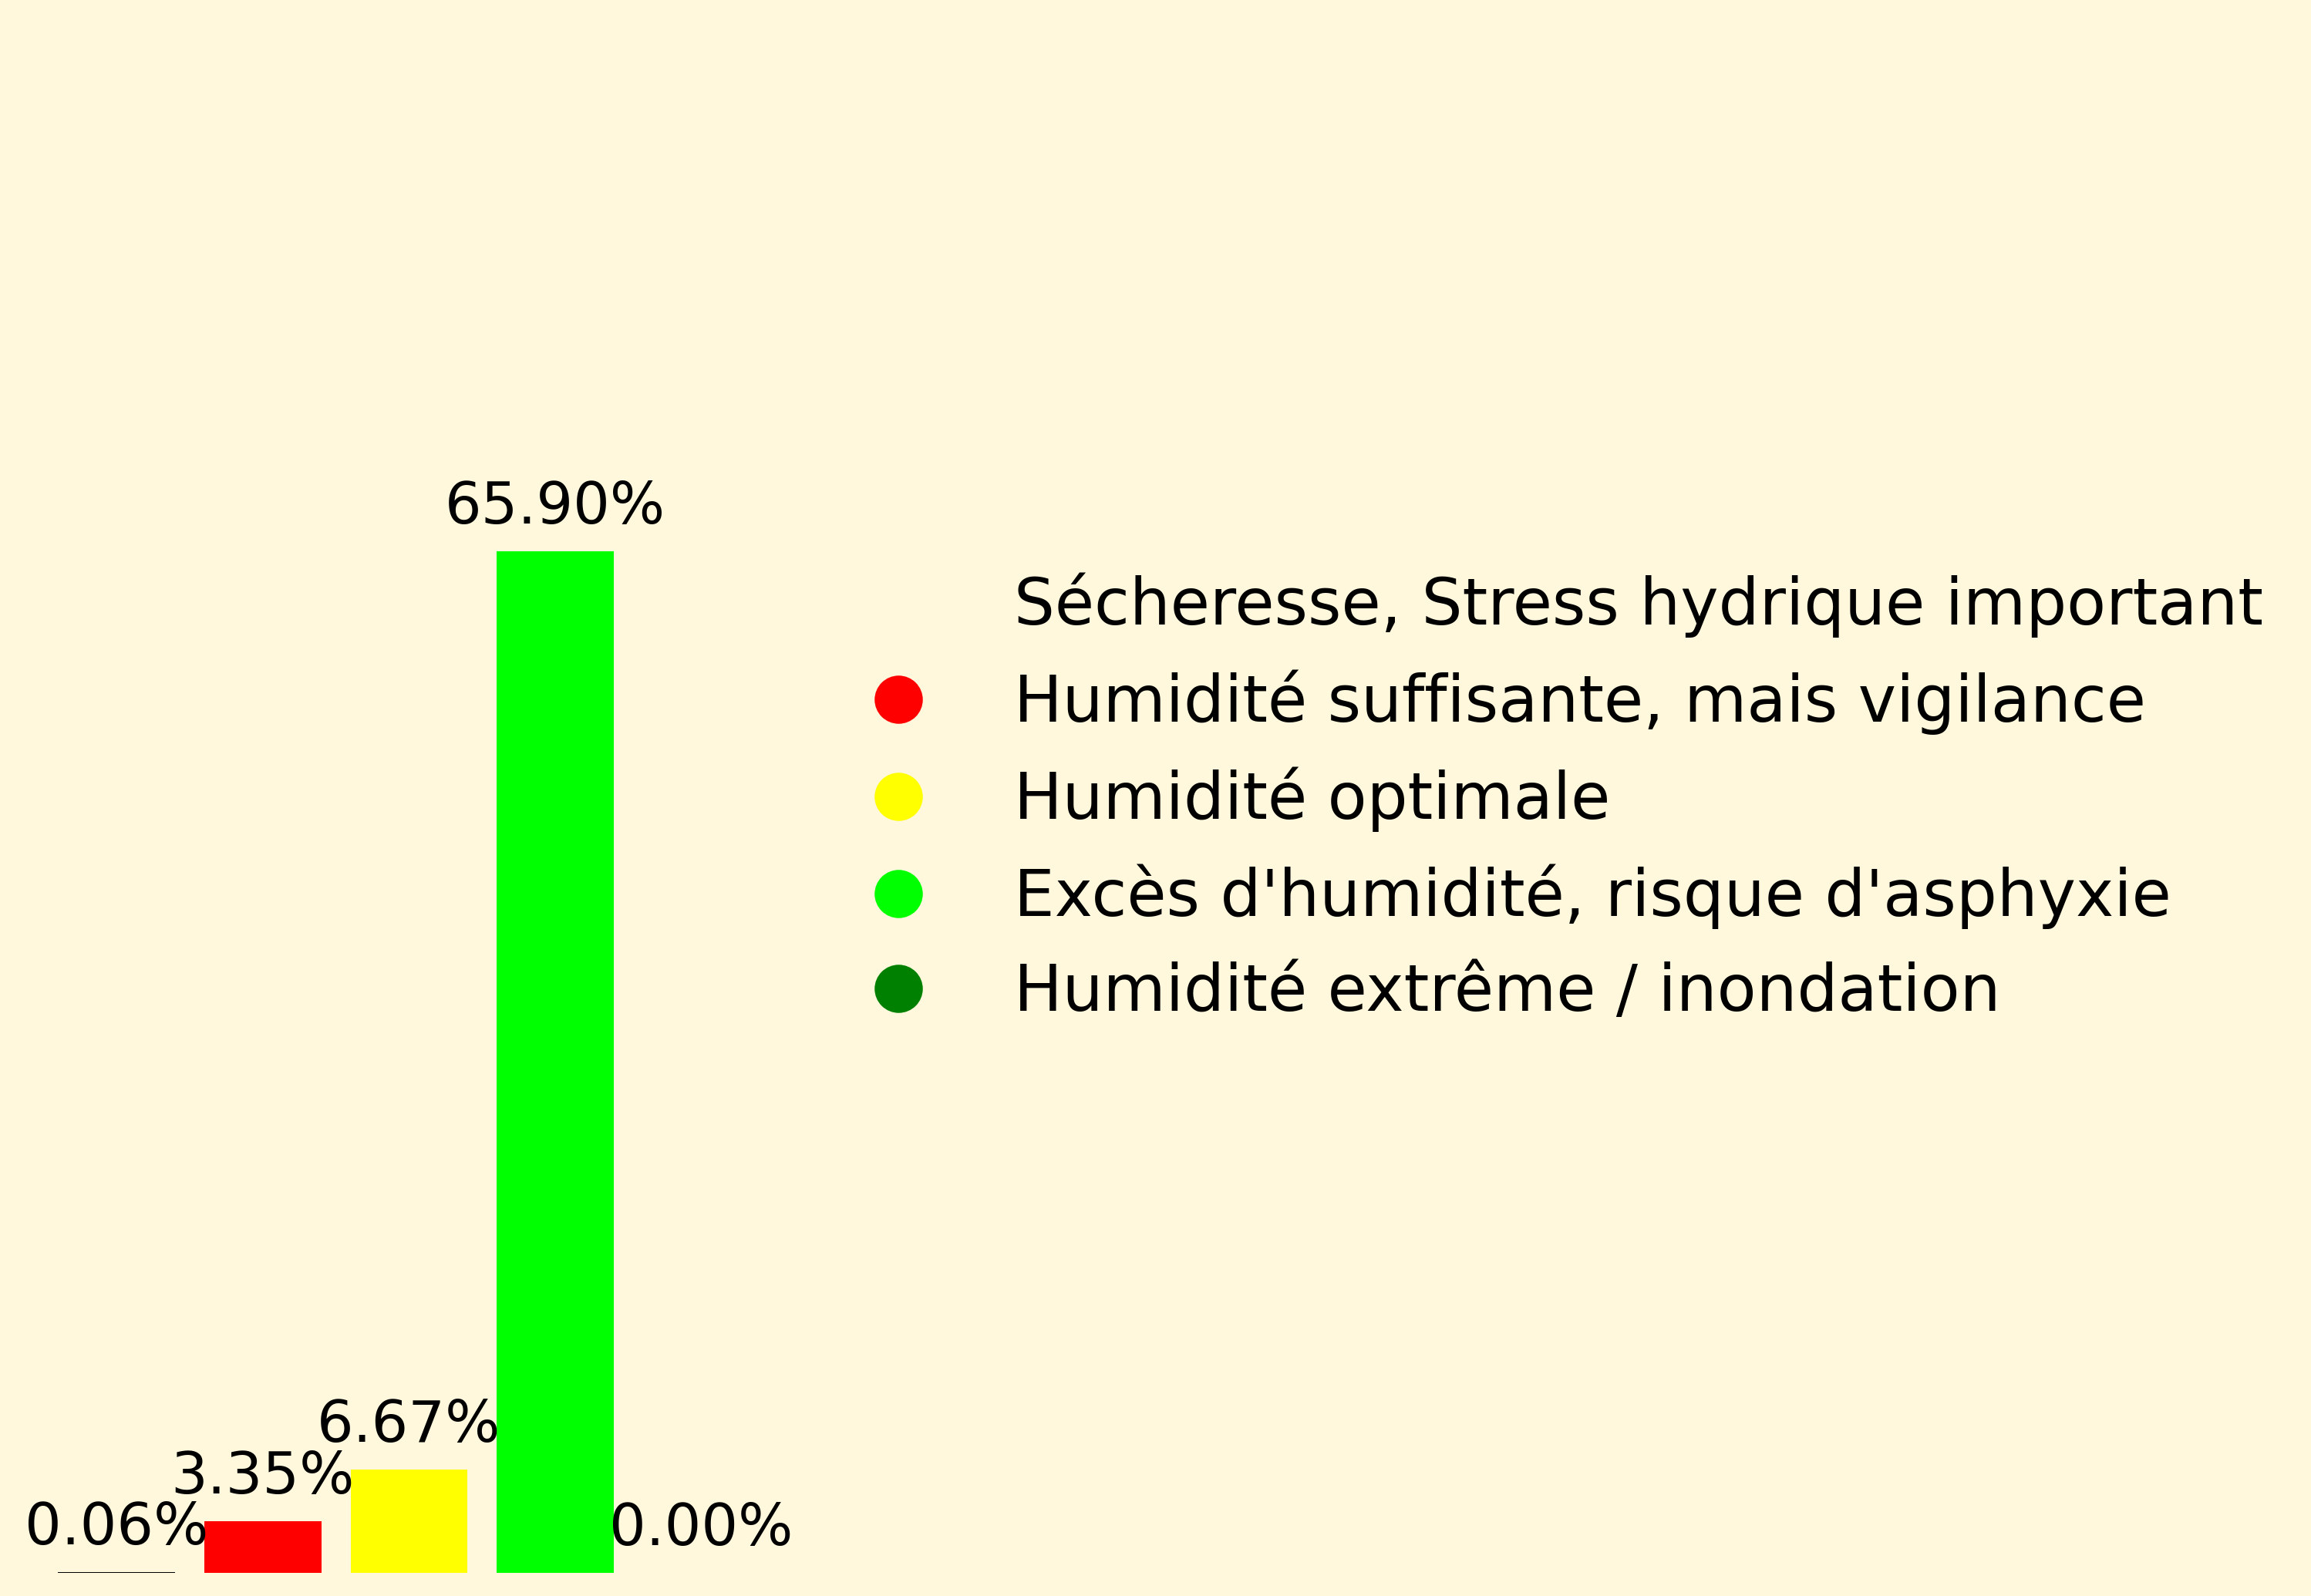 65.90%
Sécheresse, Stress hydrique important
Humidité suffisante, mais vigilance
Humidité optimale
Excès d'humidité, risque d'asphyxie
Humidité extrême / inondation
6.67%
3.35%
0.06%
0.00%